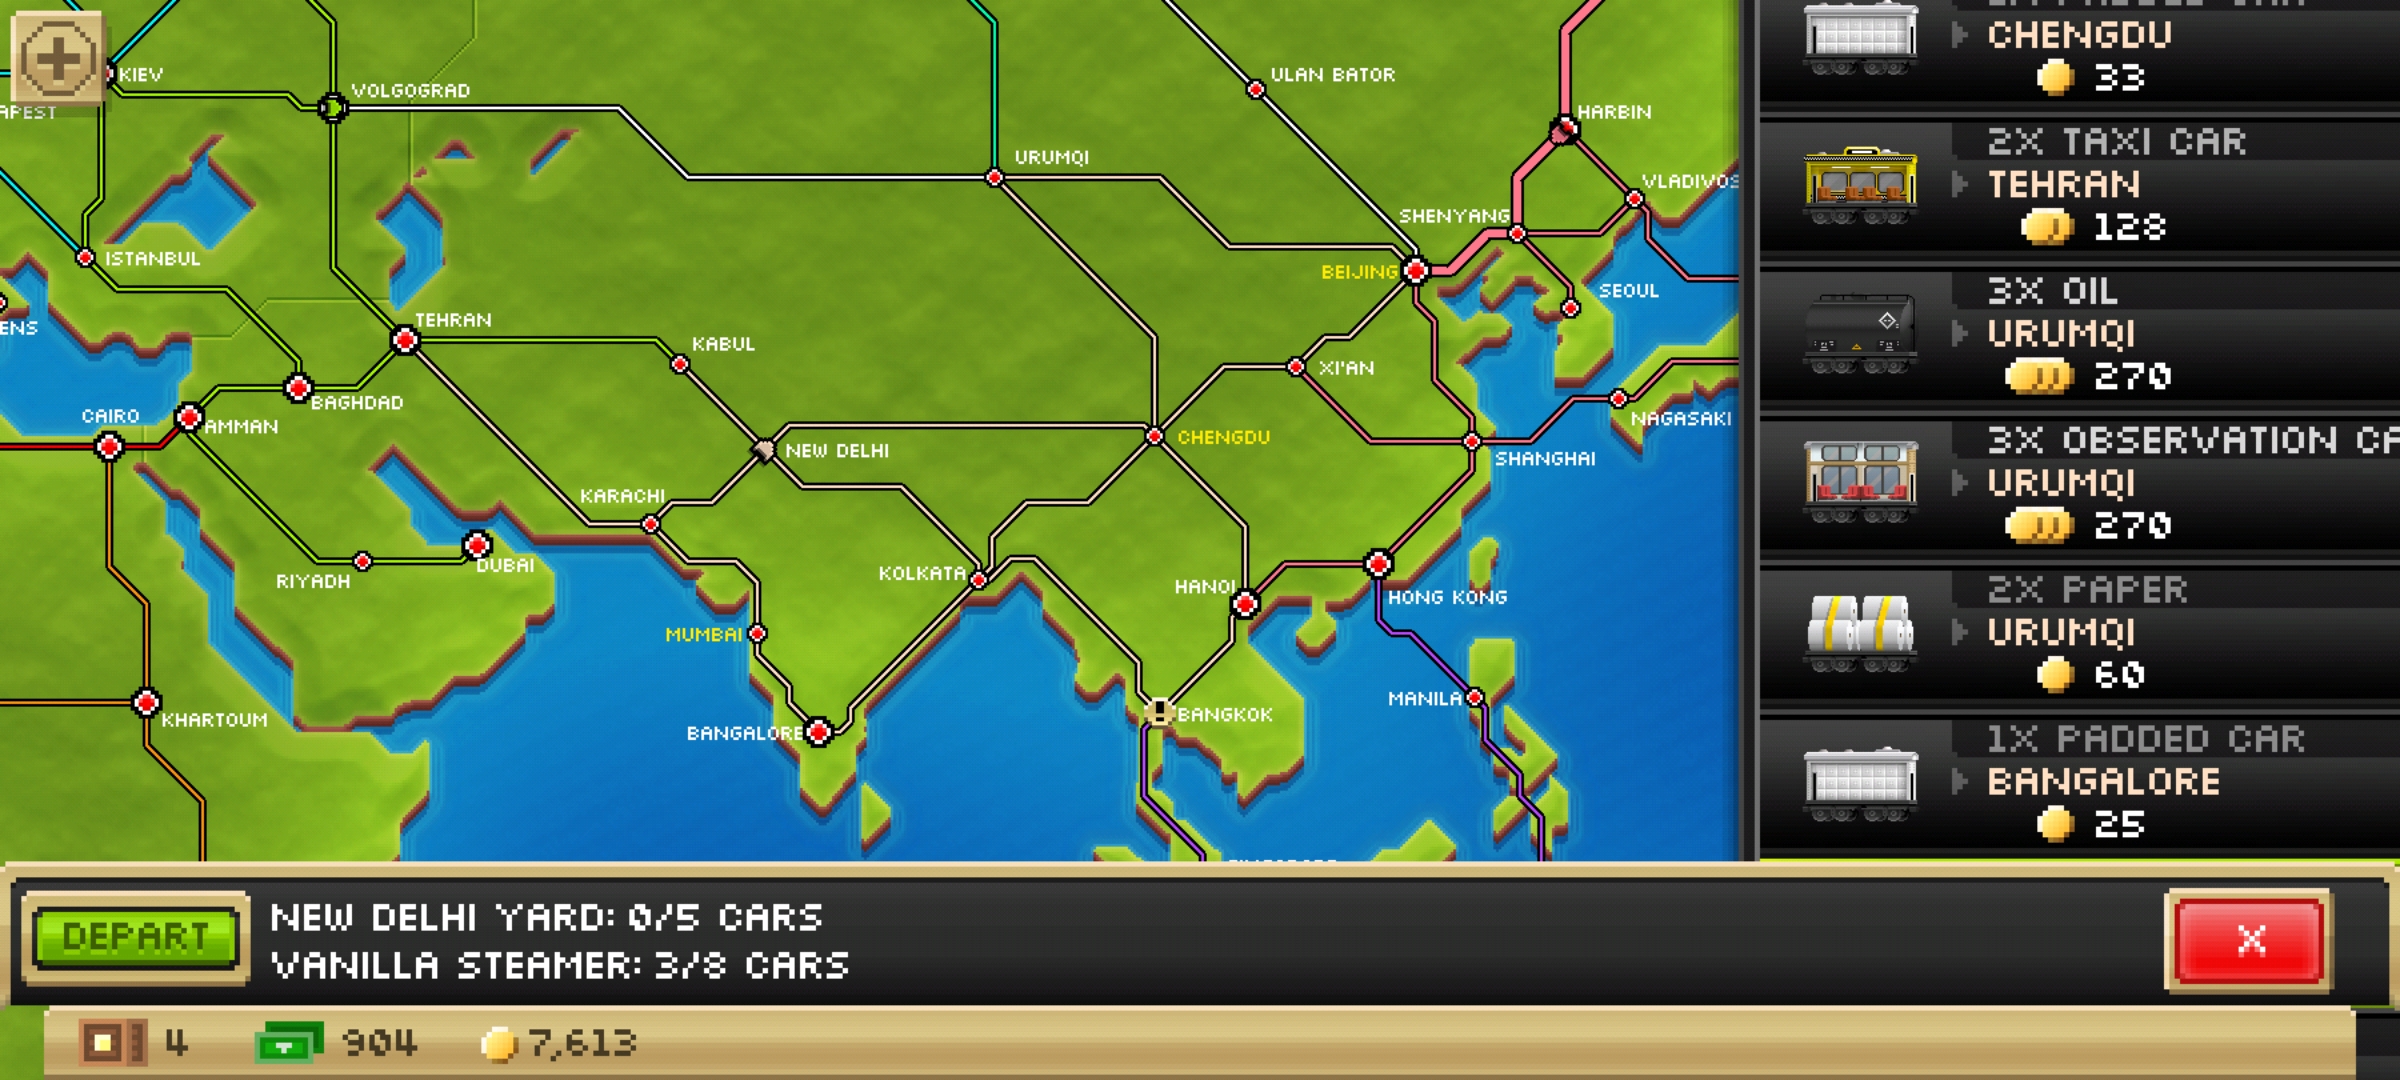 KIEV
VOLGOGRAD
ULAN BATOR
HARBIN
URUMQI
SHENYANG
ISTANBUL
BEIJING
SEOUL
TEHRAN
KABUL
XI'AN
BAGHDAD
CAIRO
AMMAN
NEW DELHI
CHENGDU
NAGASAKI
SHANGHAI
KARACHI
RIYADH
DUBAI
KOLKATA
HANOI
HONG KONG
MUMBAI
MANILA
KHARTOUM
BANGALORE
BANGKOK
CHENGDU
33
2X TAXI CAR
TEHRAN
128
3X OIL
URUMQI
270
3X OBSERVATION CA
URUMQI
270
2X PAPER
URUMQI
60
1X PADDED CAR
BANGALORE
25
DEPART
NEW DELHI YARD: 0/5 CARS
VANILLA STEAMER: 3/8 CARS
X
4
904
7,613